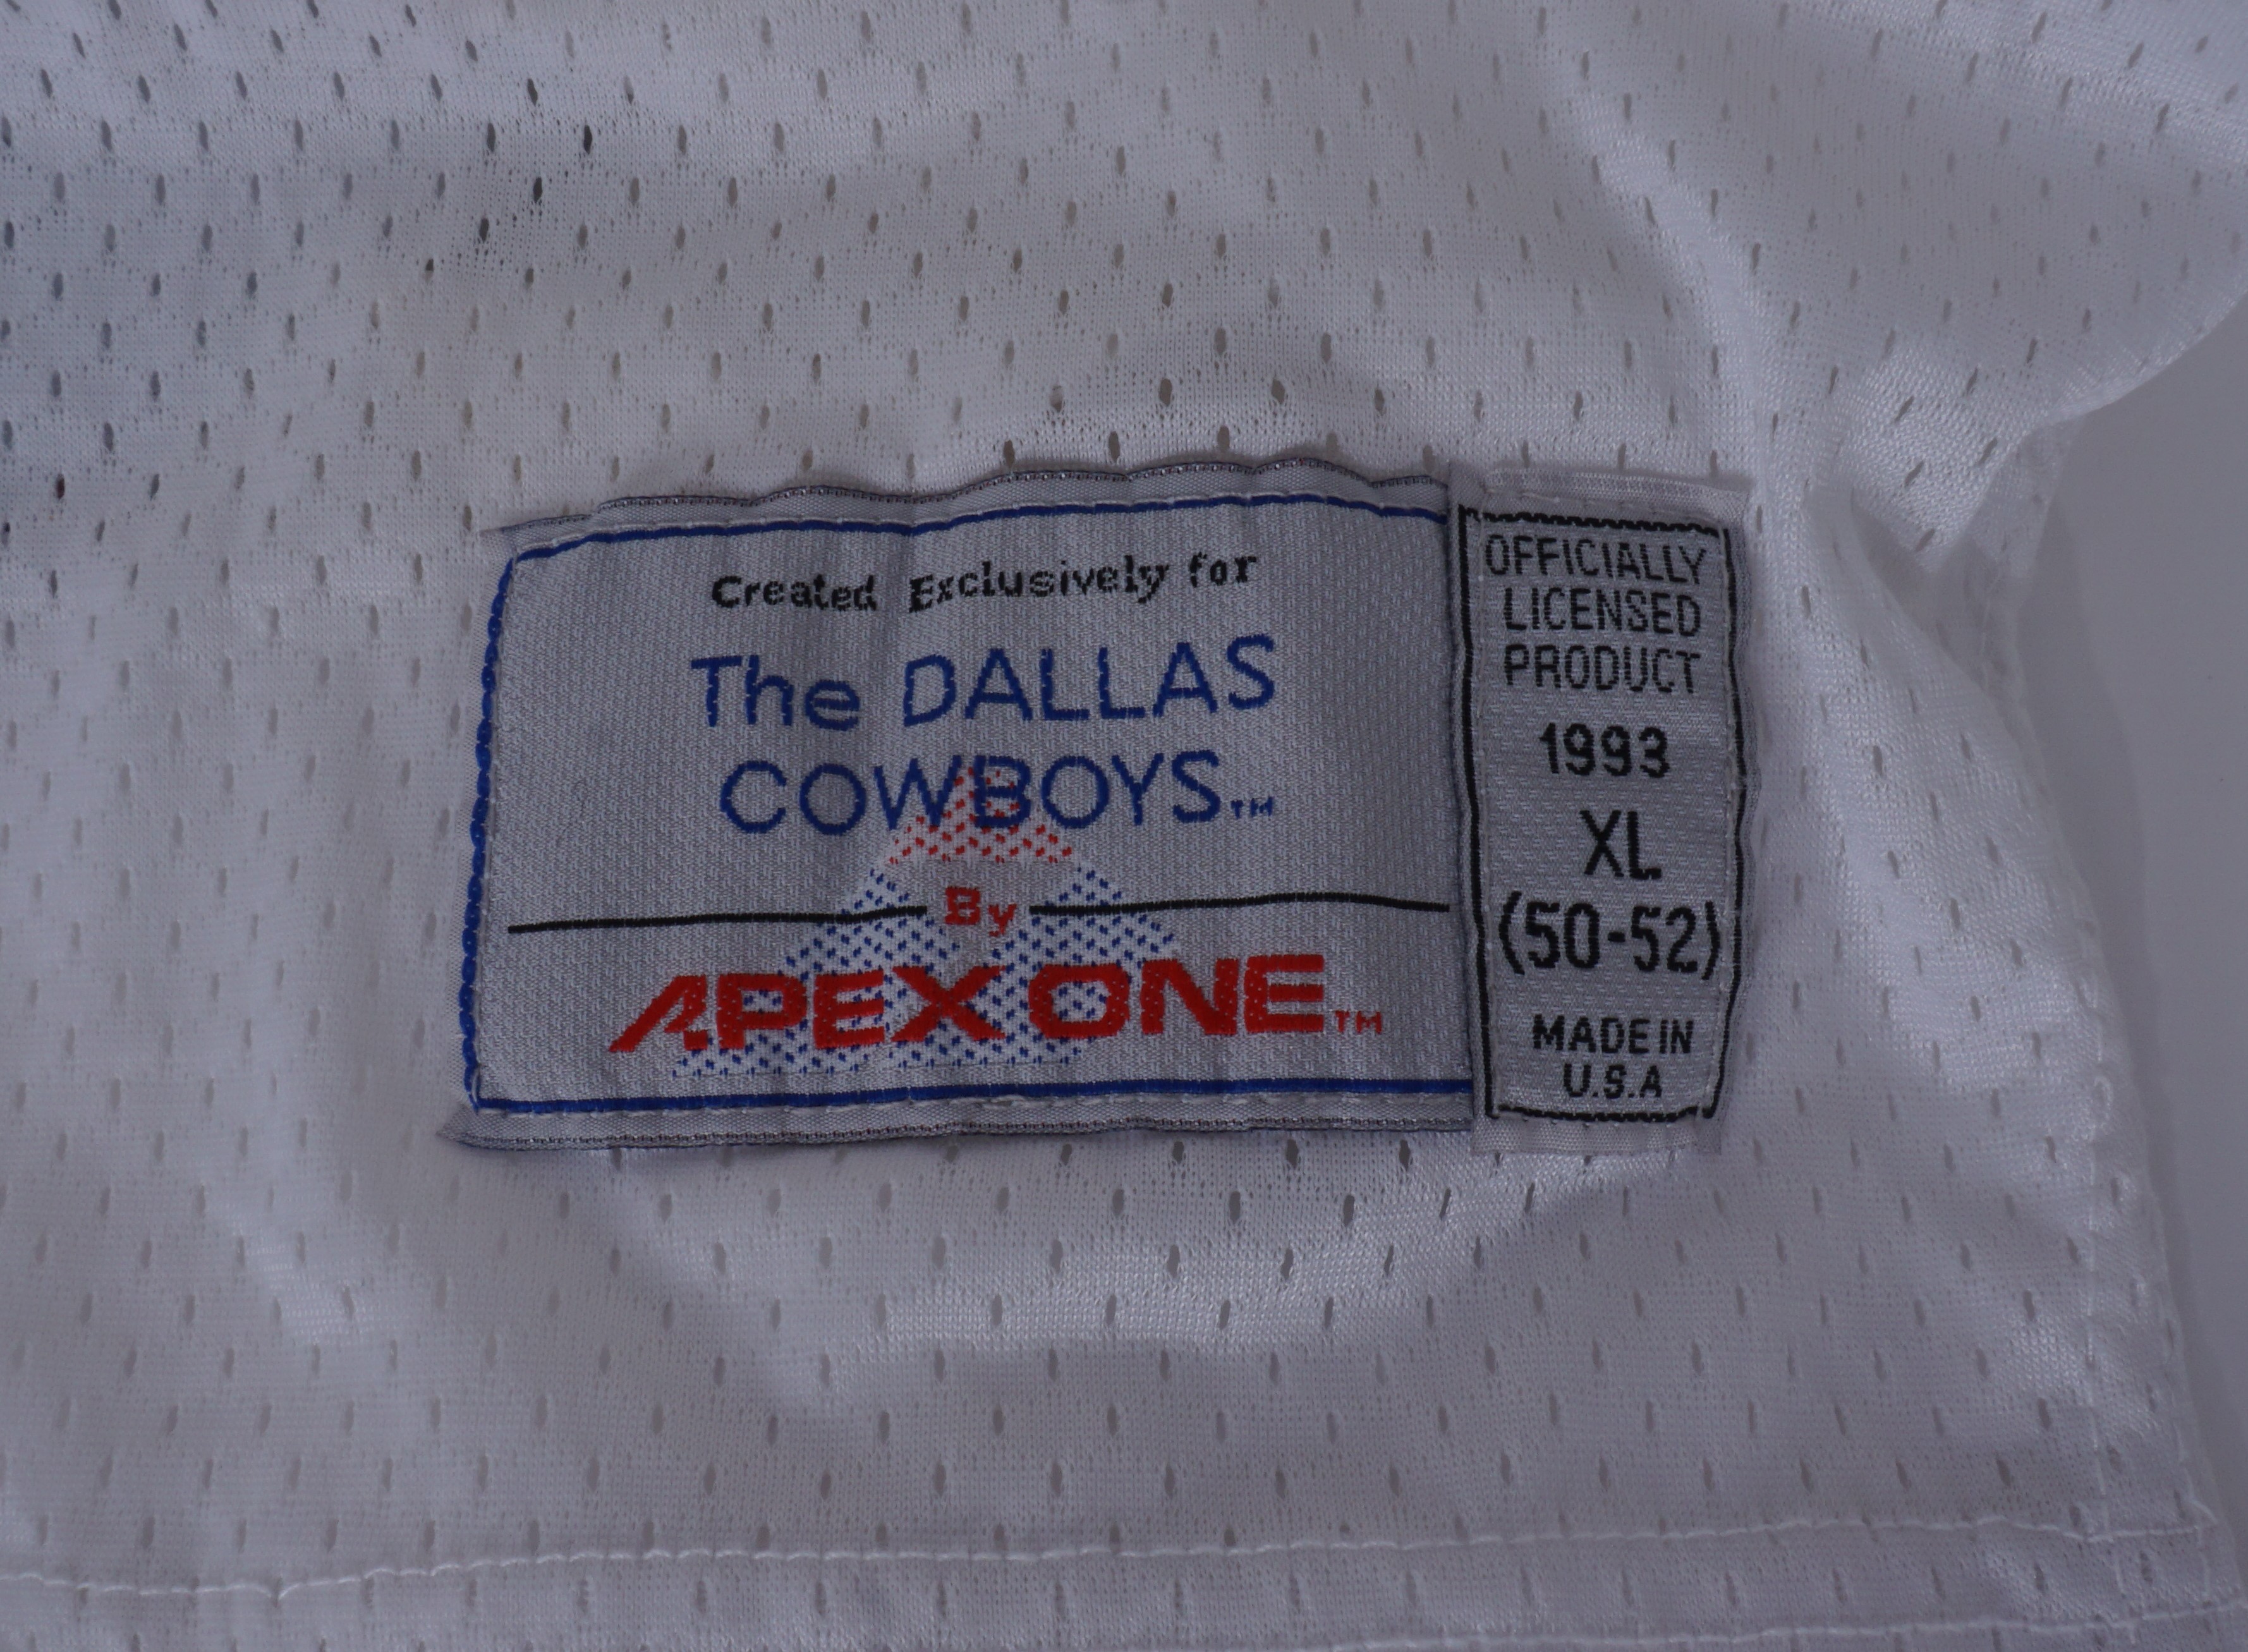 Created Exclusively for
The DALLAS
COWBOYS™
By
APEX ONE™
OFFICIALLY
LICENSED
PRODUCT
1993
XL
(50-52)
MADE IN
U.S.A